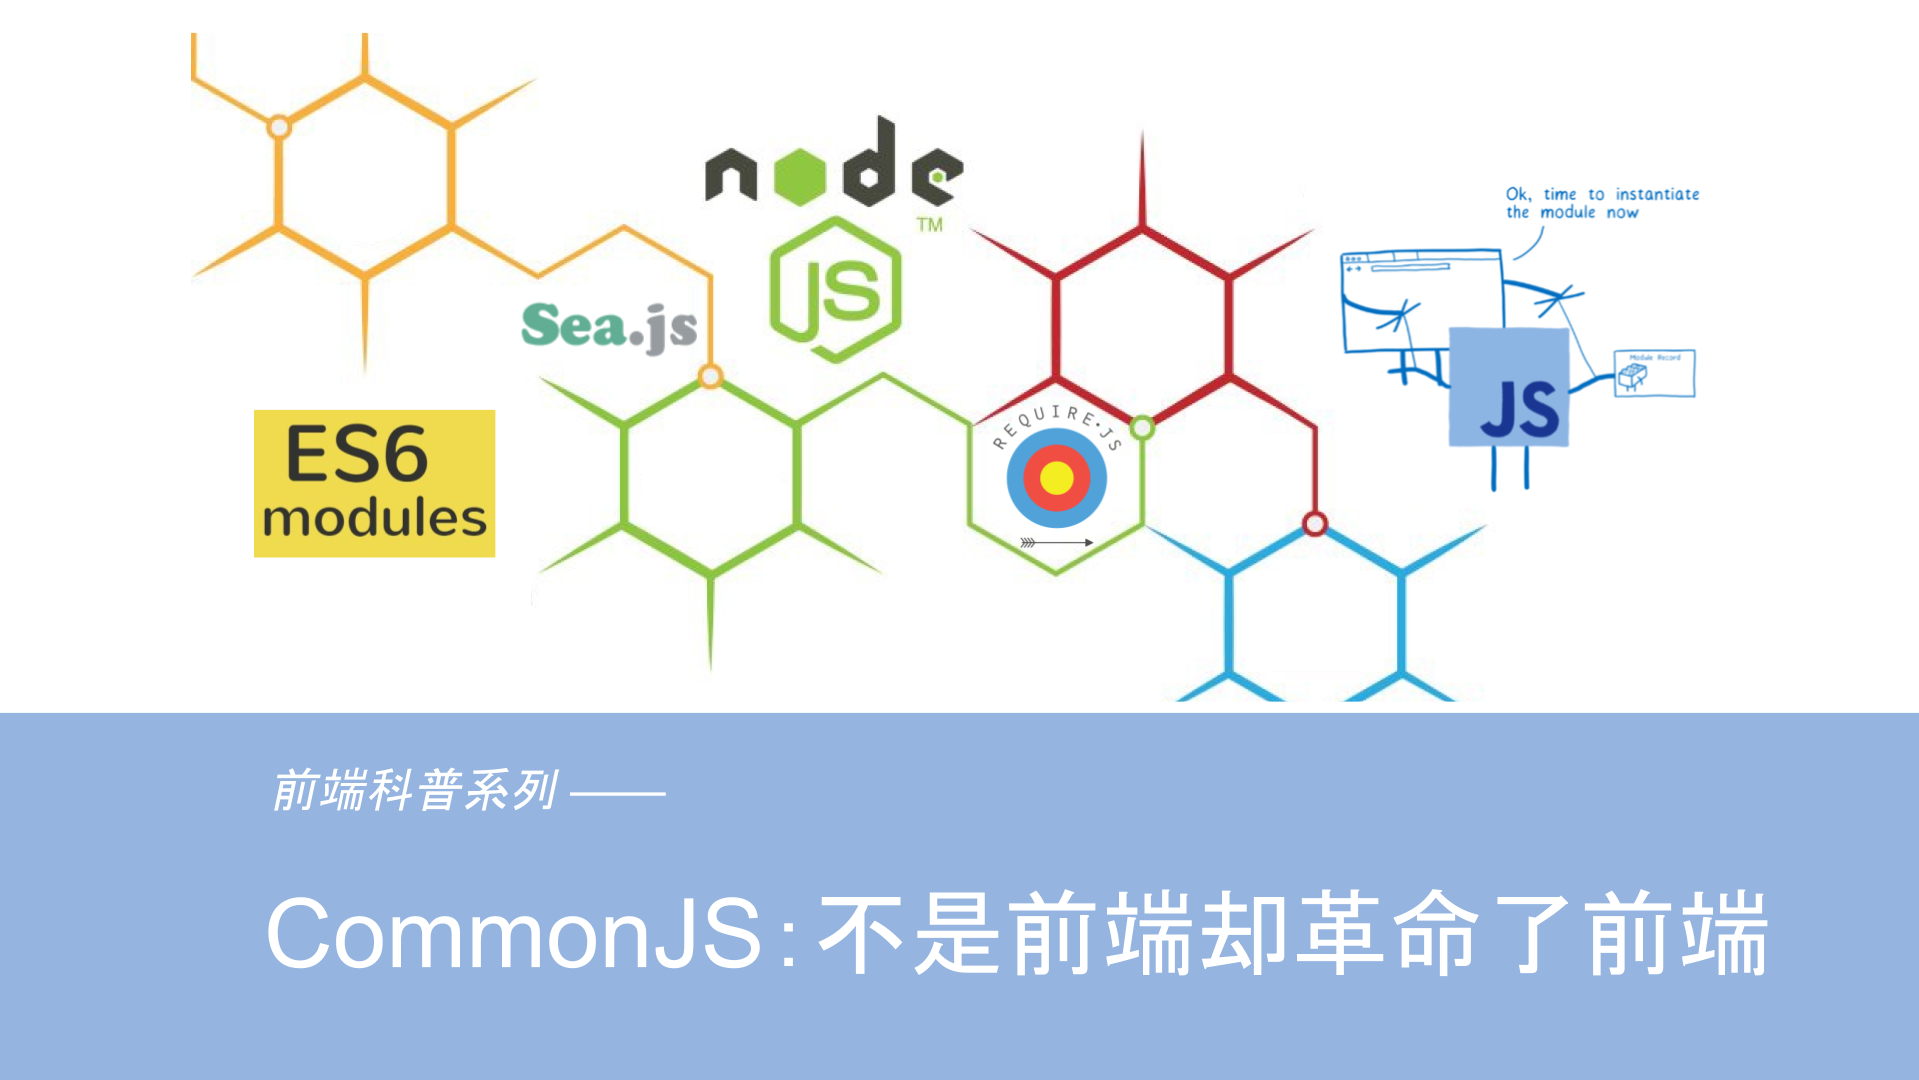 node
TM
JS
Ok, time to instantiate
the module now
Sea.js
Module Record
JS
REQUIRE·JS
ES6
modules
前端科普系列 ——
CommonJS：不是前端却革命了前端